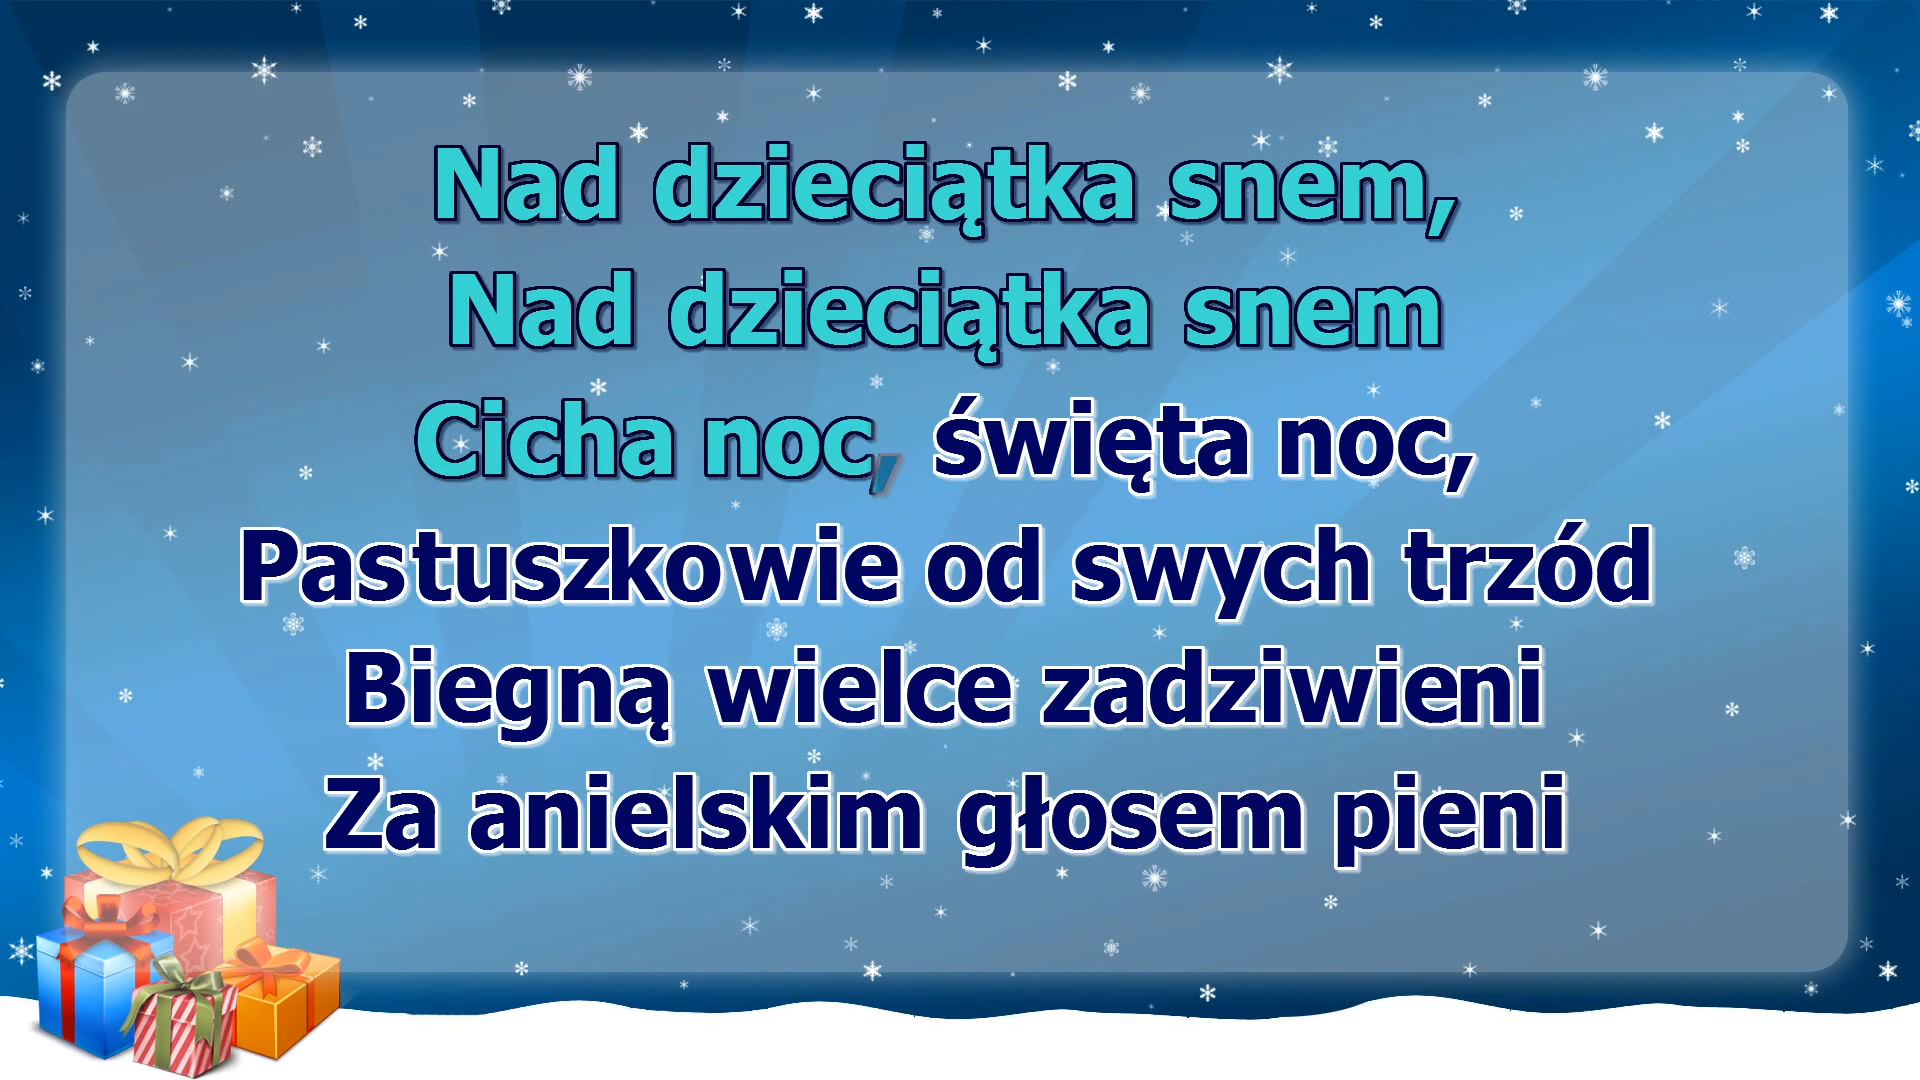 Nad dzieciątka snem,
Nad dzieciątka snem
Cicha noc, święta noc,
Pastuszkowie od swych trzód
Biegną wielce zadziwieni
Za anielskim głosem pieni